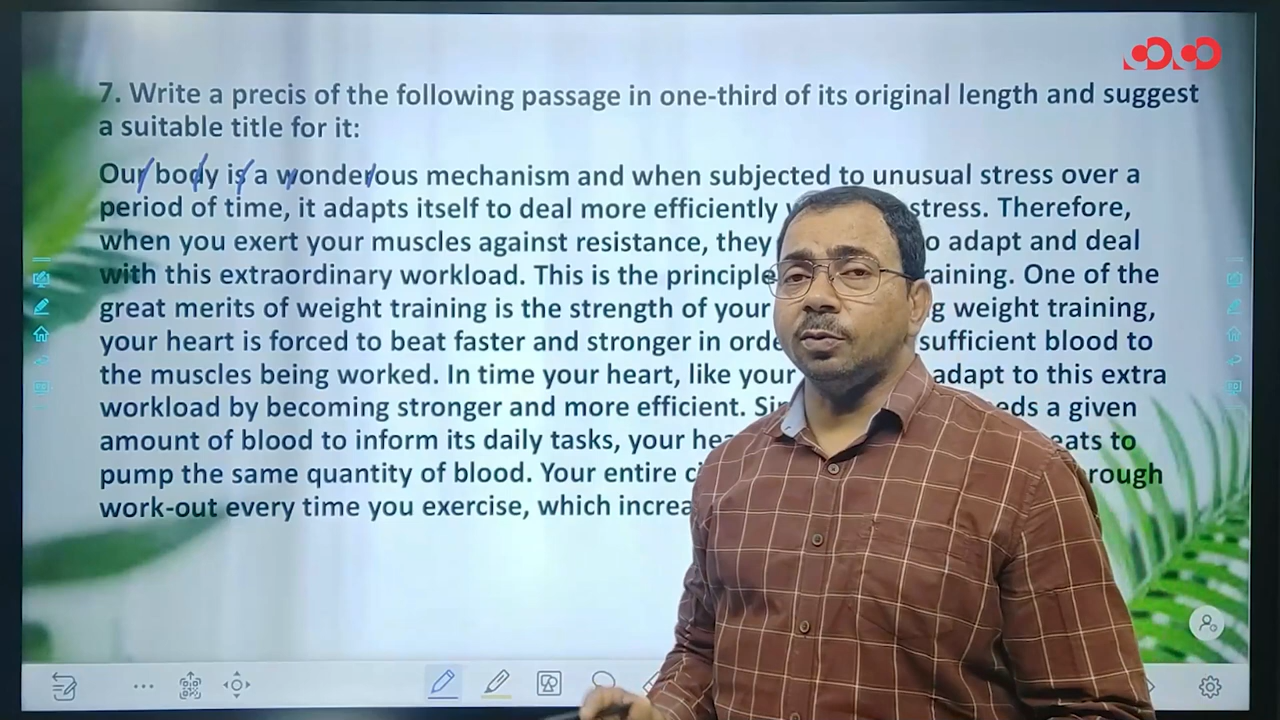 7. Write a precis of the following passage in one-third of its original length and suggest
a suitable title for it:
Our body is a wonderous mechanism and when subjected to unusual stress over a
period of time, it adapts itself to deal more efficiently stress. Therefore,
when you exert your muscles against resistance, they adapt and deal
with this extraordinary workload. This is the principle One of the
great merits of weight training is the strength of your weight training,
your heart is forced to beat faster and stronger in sufficient blood to
the muscles being worked. In time your heart, like your adapt to this extra
workload by becoming stronger and more efficient. a given
amount of blood to inform its daily tasks, your to
pump the same quantity of blood. Your entire
work-out every time you exercise, which